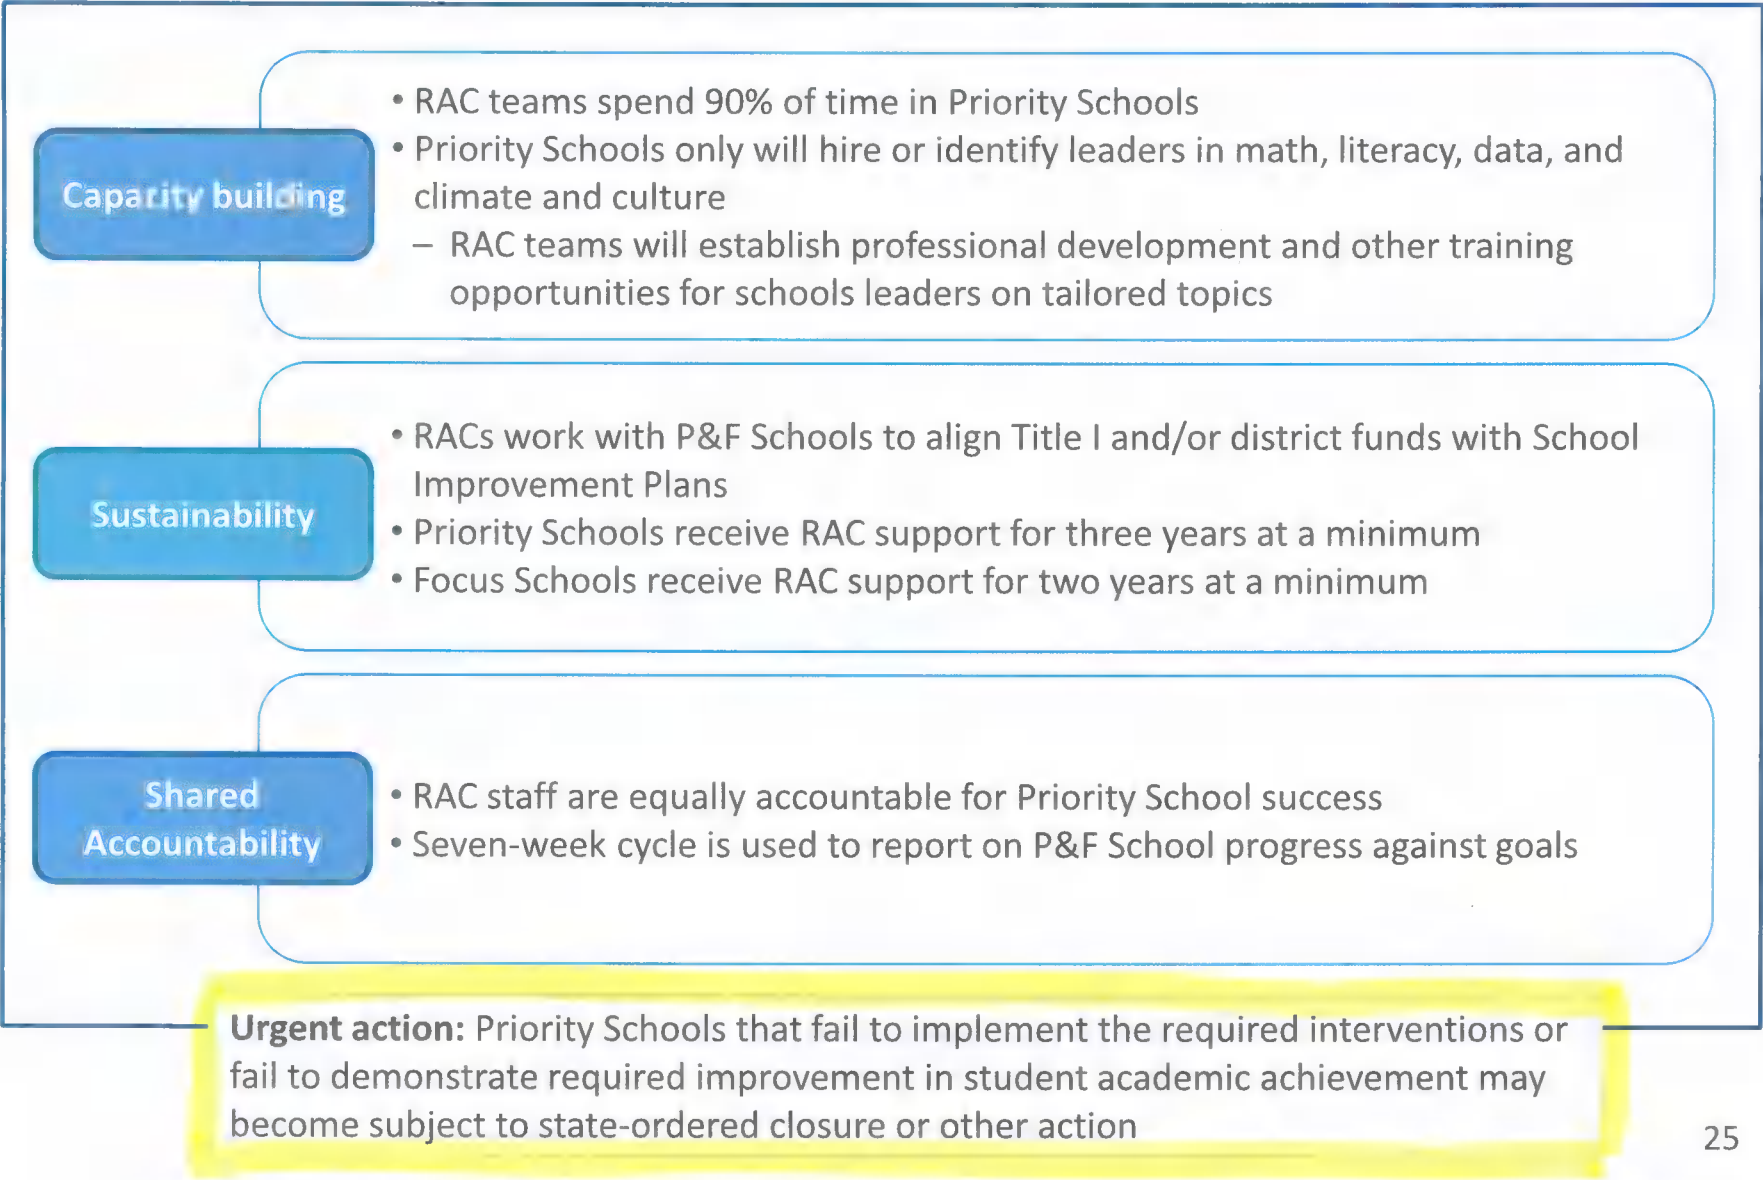 Capacity building
• RAC teams spend 90% of time in Priority Schools
• Priority Schools only will hire or identify leaders in math, literacy, data, and
climate and culture
– RAC teams will establish professional development and other training
opportunities for schools leaders on tailored topics
Sustainability
• RACs work with P&F Schools to align Title I and/or district funds with School
Improvement Plans
• Priority Schools receive RAC support for three years at a minimum
• Focus Schools receive RAC support for two years at a minimum
Shared
Accountability
• RAC staff are equally accountable for Priority School success
• Seven-week cycle is used to report on P&F School progress against goals
Urgent action: Priority Schools that fail to implement the required interventions or
fail to demonstrate required improvement in student academic achievement may
become subject to state-ordered closure or other action
25